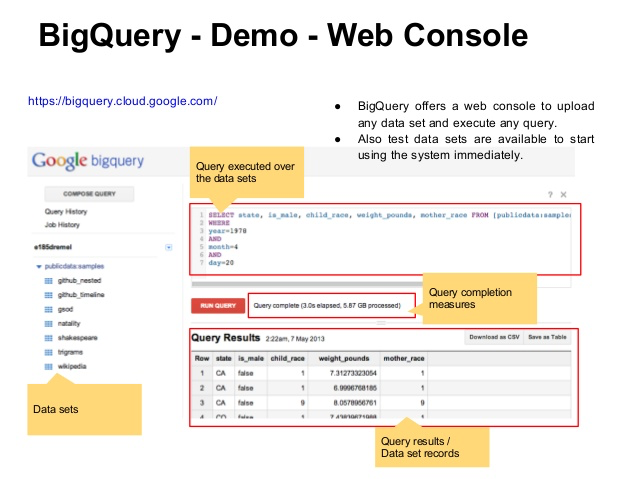 BigQuery - Demo - Web Console
https://bigquery.cloud.google.com/
● BigQuery offers a web console to upload
any data set and execute any query.
● Also test data sets are available to start
using the system immediately.
Google bigquery
Query executed over
the data sets
COMPOSE QUERY
Query History
Job History
e185dremel
publicdata:samples
github_nested
github_timeline
gsod
natality
shakespeare
trigrams
wikipedia
Data sets
? ✕
1 SELECT state, is_male, child_race, weight_pounds, mother_race FROM [publicdata:sample
2 WHERE
3 year=1978
4 AND
5 month=4
6 AND
7 day=20
RUN QUERY Query complete (3.0s elapsed, 5.87 GB processed)
Query completion
measures
Query Results 2:22am, 7 May 2013 Download as CSV Save as Table
Row state is_male child_race weight_pounds mother_race
1 CA false 1 7.31273323054 1
2 CA false 1 6.9996768185 1
3 CA false 9 8.0578956761 9
4 CO false 1 7.43839671988 1
Query results /
Data set records